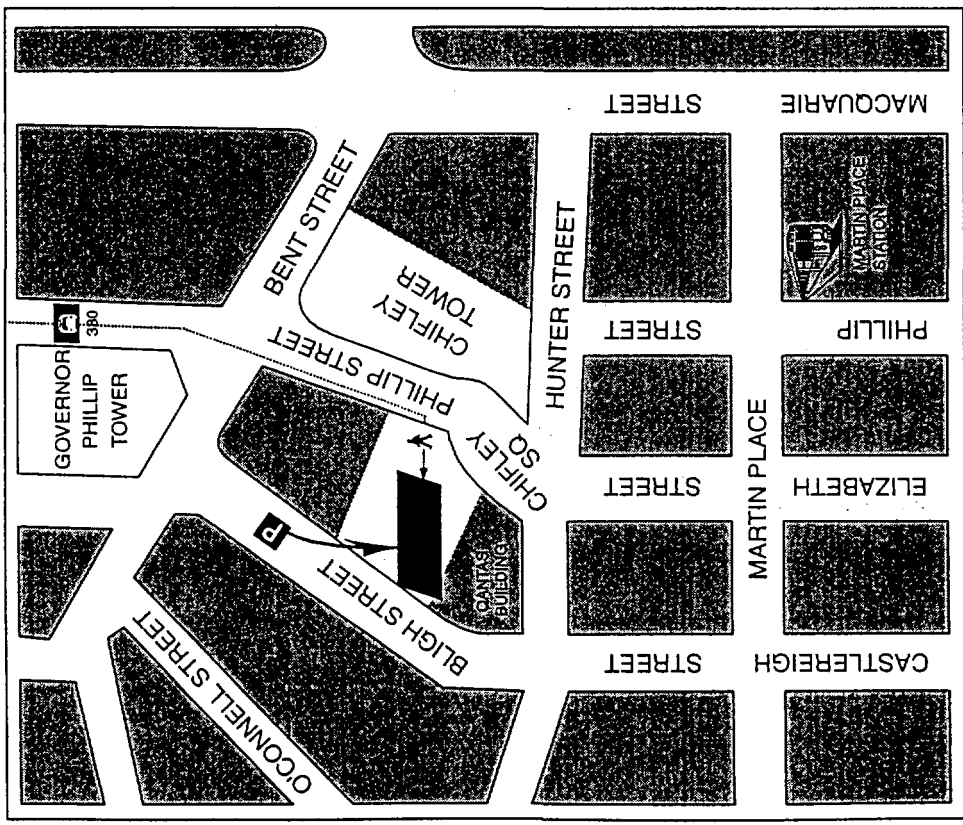 MACQUARIE STREET
BENT STREET
CHIFLEY
TOWER
HUNTER STREET
MARTIN PLACE
STATION
380
GOVERNOR
PHILLIP
TOWER
PHILLIP STREET
PHILLIP STREET
CHIFLEY
SQ
P
QANTAS
BUILDING
BLIGH STREET
ELIZABETH STREET
MARTIN PLACE
O'CONNELL STREET
CASTLEREIGH STREET